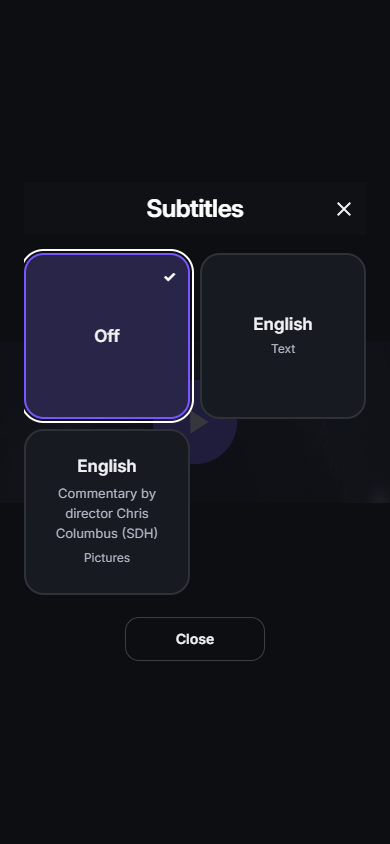 Subtitles
Off
English
Text
English
Commentary by
director Chris
Columbus (SDH)
Pictures
Close